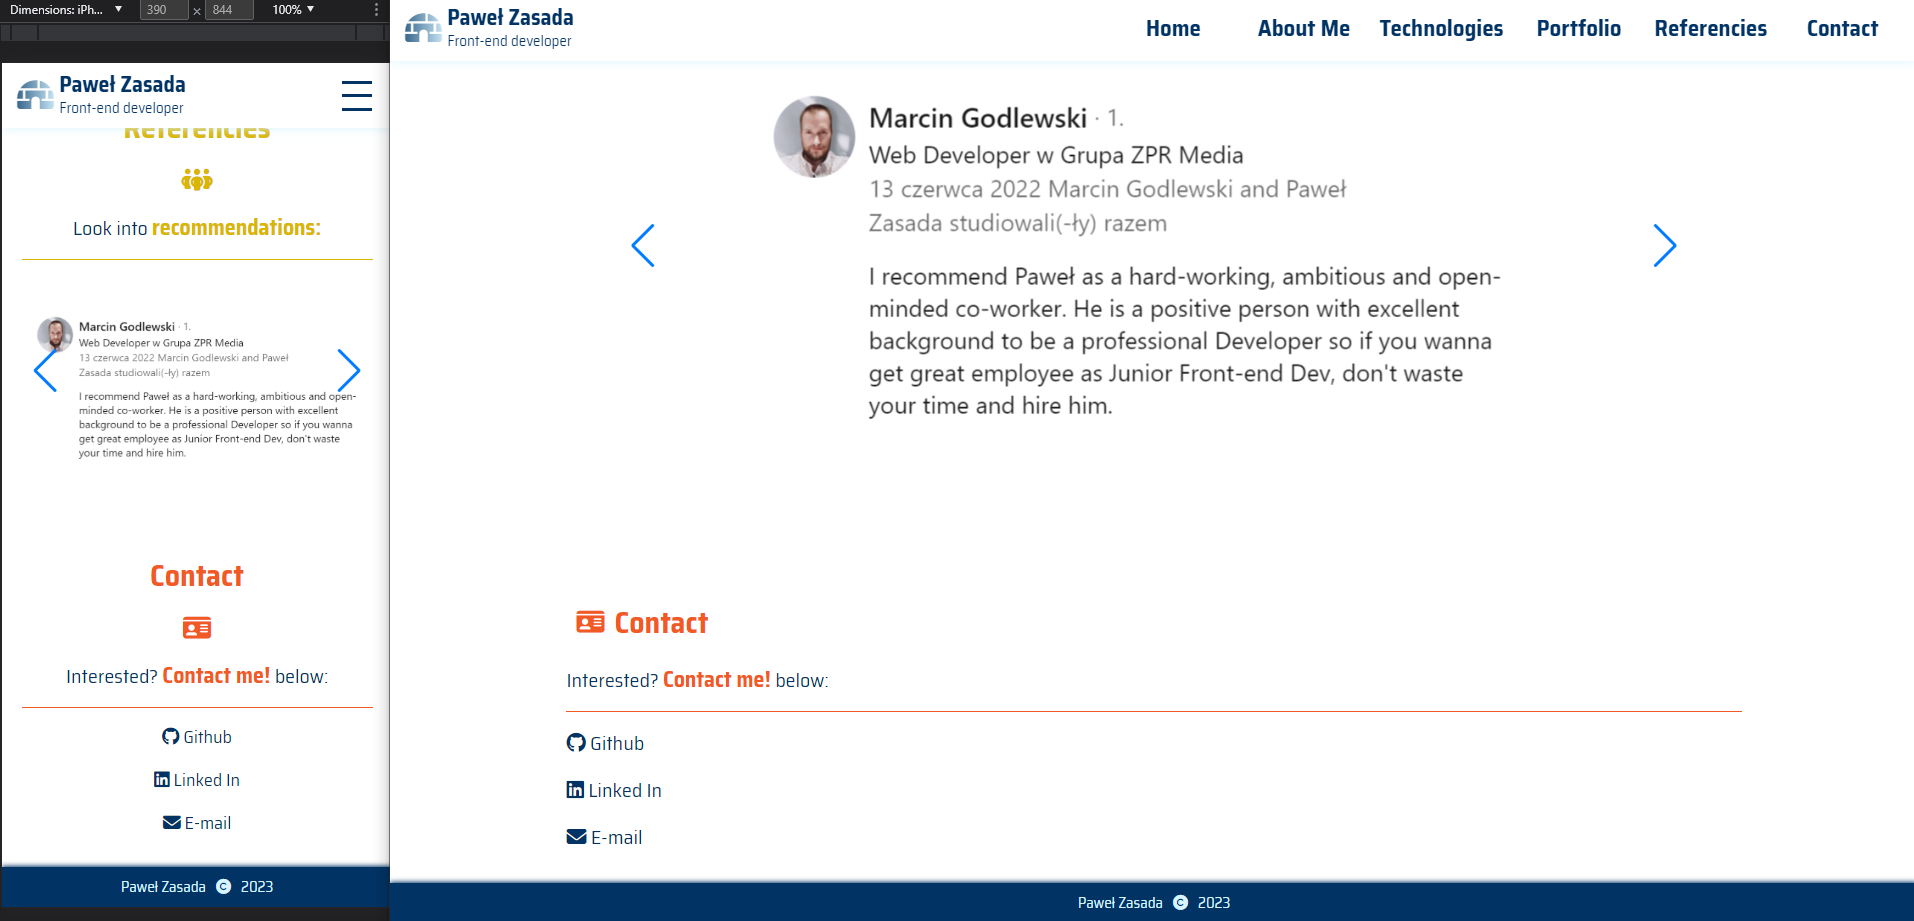 Dimensions: iPh... 390 × 844 100%
Paweł Zasada
Front-end developer
Referencies
Look into recommendations:
Marcin Godlewski · 1.
Web Developer w Grupa ZPR Media
13 czerwca 2022 Marcin Godlewski and Paweł
Zasada studiowali(-ły) razem
I recommend Paweł as a hard-working, ambitious and open-
minded co-worker. He is a positive person with excellent
background to be a professional Developer so if you wanna
get great employee as Junior Front-end Dev, don't waste
your time and hire him.
Contact
Interested? Contact me! below:
Github
Linked In
E-mail
Paweł Zasada © 2023
Paweł Zasada
Front-end developer
Home About Me Technologies Portfolio Referencies Contact
Marcin Godlewski · 1.
Web Developer w Grupa ZPR Media
13 czerwca 2022 Marcin Godlewski and Paweł
Zasada studiowali(-ły) razem
I recommend Paweł as a hard-working, ambitious and open-
minded co-worker. He is a positive person with excellent
background to be a professional Developer so if you wanna
get great employee as Junior Front-end Dev, don't waste
your time and hire him.
Contact
Interested? Contact me! below:
Github
Linked In
E-mail
Paweł Zasada © 2023